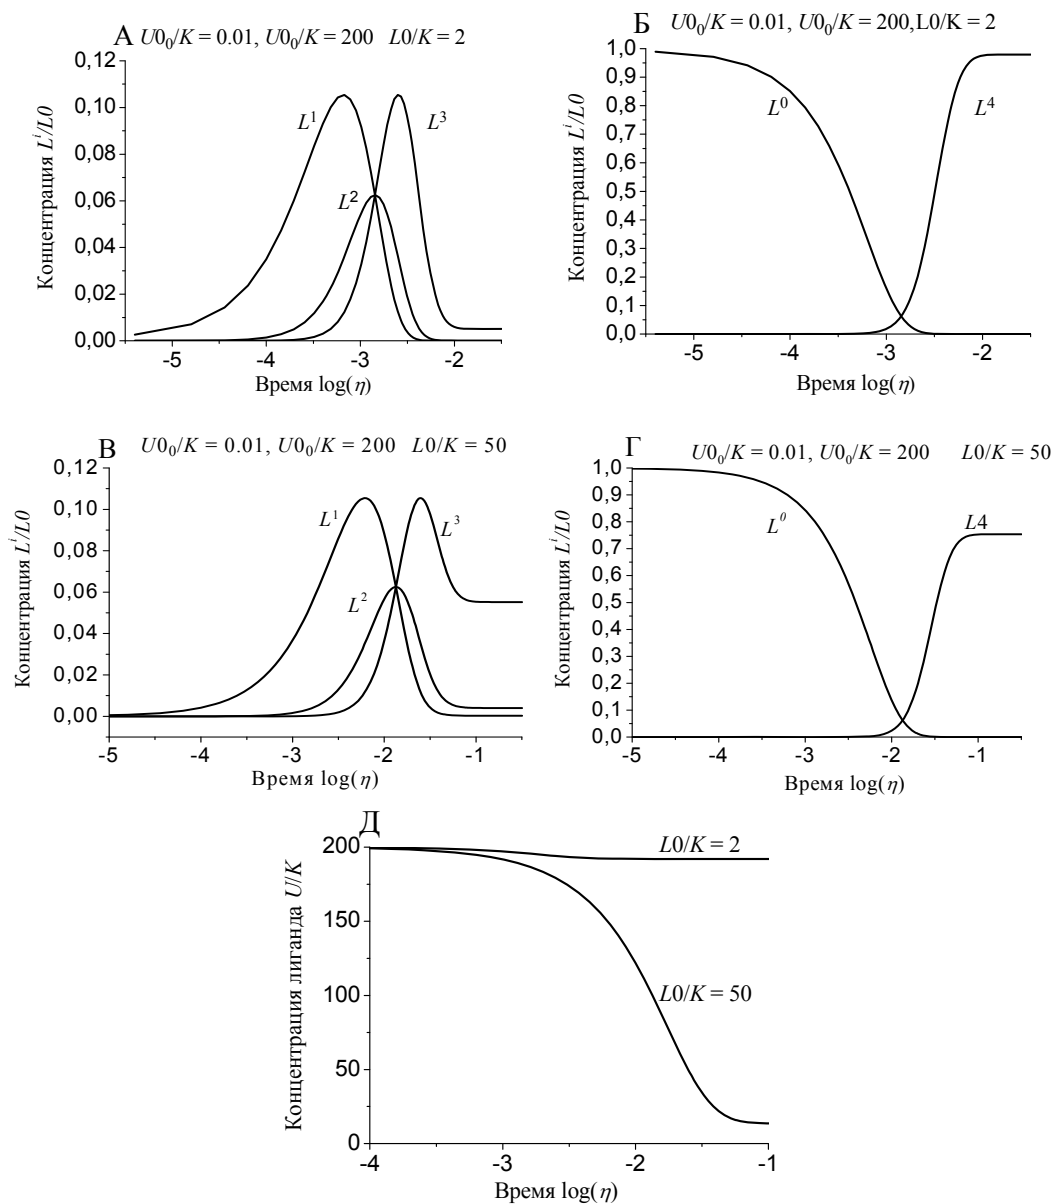 А U0₀/K = 0.01, U0₀/K = 200 L0/K = 2
0,12
0,10
0,08
0,06
0,04
0,02
0,00
Концентрация Lⁱ/L0
L¹
L²
L³
-5 -4 -3 -2
Время log(η)
Б U0₀/K = 0.01, U0₀/K = 200,L0/K = 2
1,0
0,9
0,8
0,7
0,6
0,5
0,4
0,3
0,2
0,1
0,0
Концентрация Lⁱ/L0
L⁰
L⁴
-5 -4 -3 -2
Время log(η)
В U0₀/K = 0.01, U0₀/K = 200 L0/K = 50
0,12
0,10
0,08
0,06
0,04
0,02
0,00
Концентрация Lⁱ/L0
L¹
L²
L³
-5 -4 -3 -2 -1
Время log(η)
Г U0₀/K = 0.01, U0₀/K = 200 L0/K = 50
1,0
0,9
0,8
0,7
0,6
0,5
0,4
0,3
0,2
0,1
0,0
Концентрация Lⁱ/L0
L⁰
L4
-5 -4 -3 -2 -1
Время log(η)
Д
200
150
100
50
0
Концентрация лиганда U/K
L0/K = 2
L0/K = 50
-4 -3 -2 -1
Время log(η)